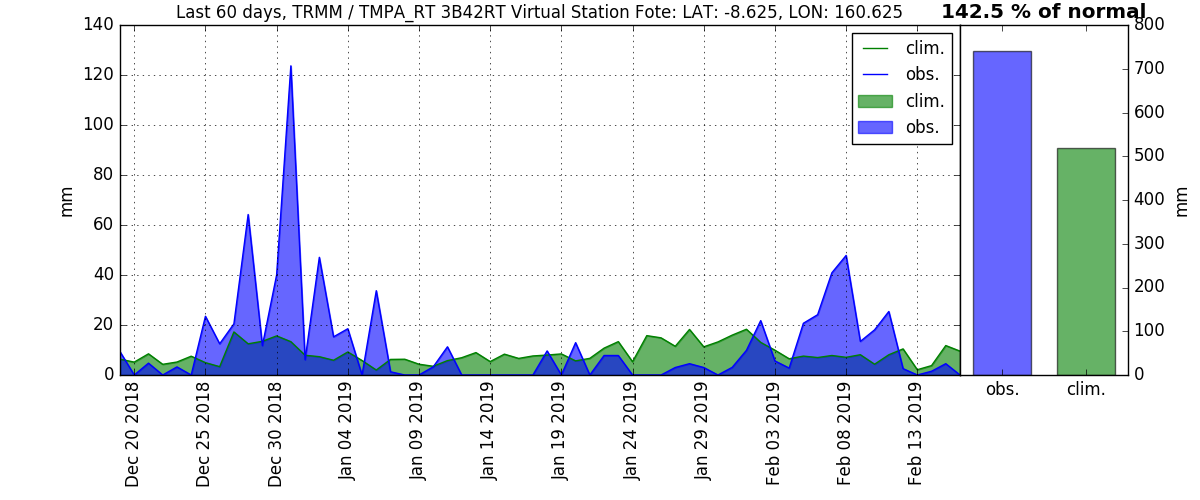 Last 60 days, TRMM / TMPA_RT 3B42RT Virtual Station Fote: LAT: -8.625, LON: 160.625
142.5 % of normal
140
120
100
80
60
40
20
0
mm
clim.
obs.
clim.
obs.
800
700
600
500
400
300
200
100
0
mm
Dec 20 2018
Dec 25 2018
Dec 30 2018
Jan 04 2019
Jan 09 2019
Jan 14 2019
Jan 19 2019
Jan 24 2019
Jan 29 2019
Feb 03 2019
Feb 08 2019
Feb 13 2019
obs.
clim.